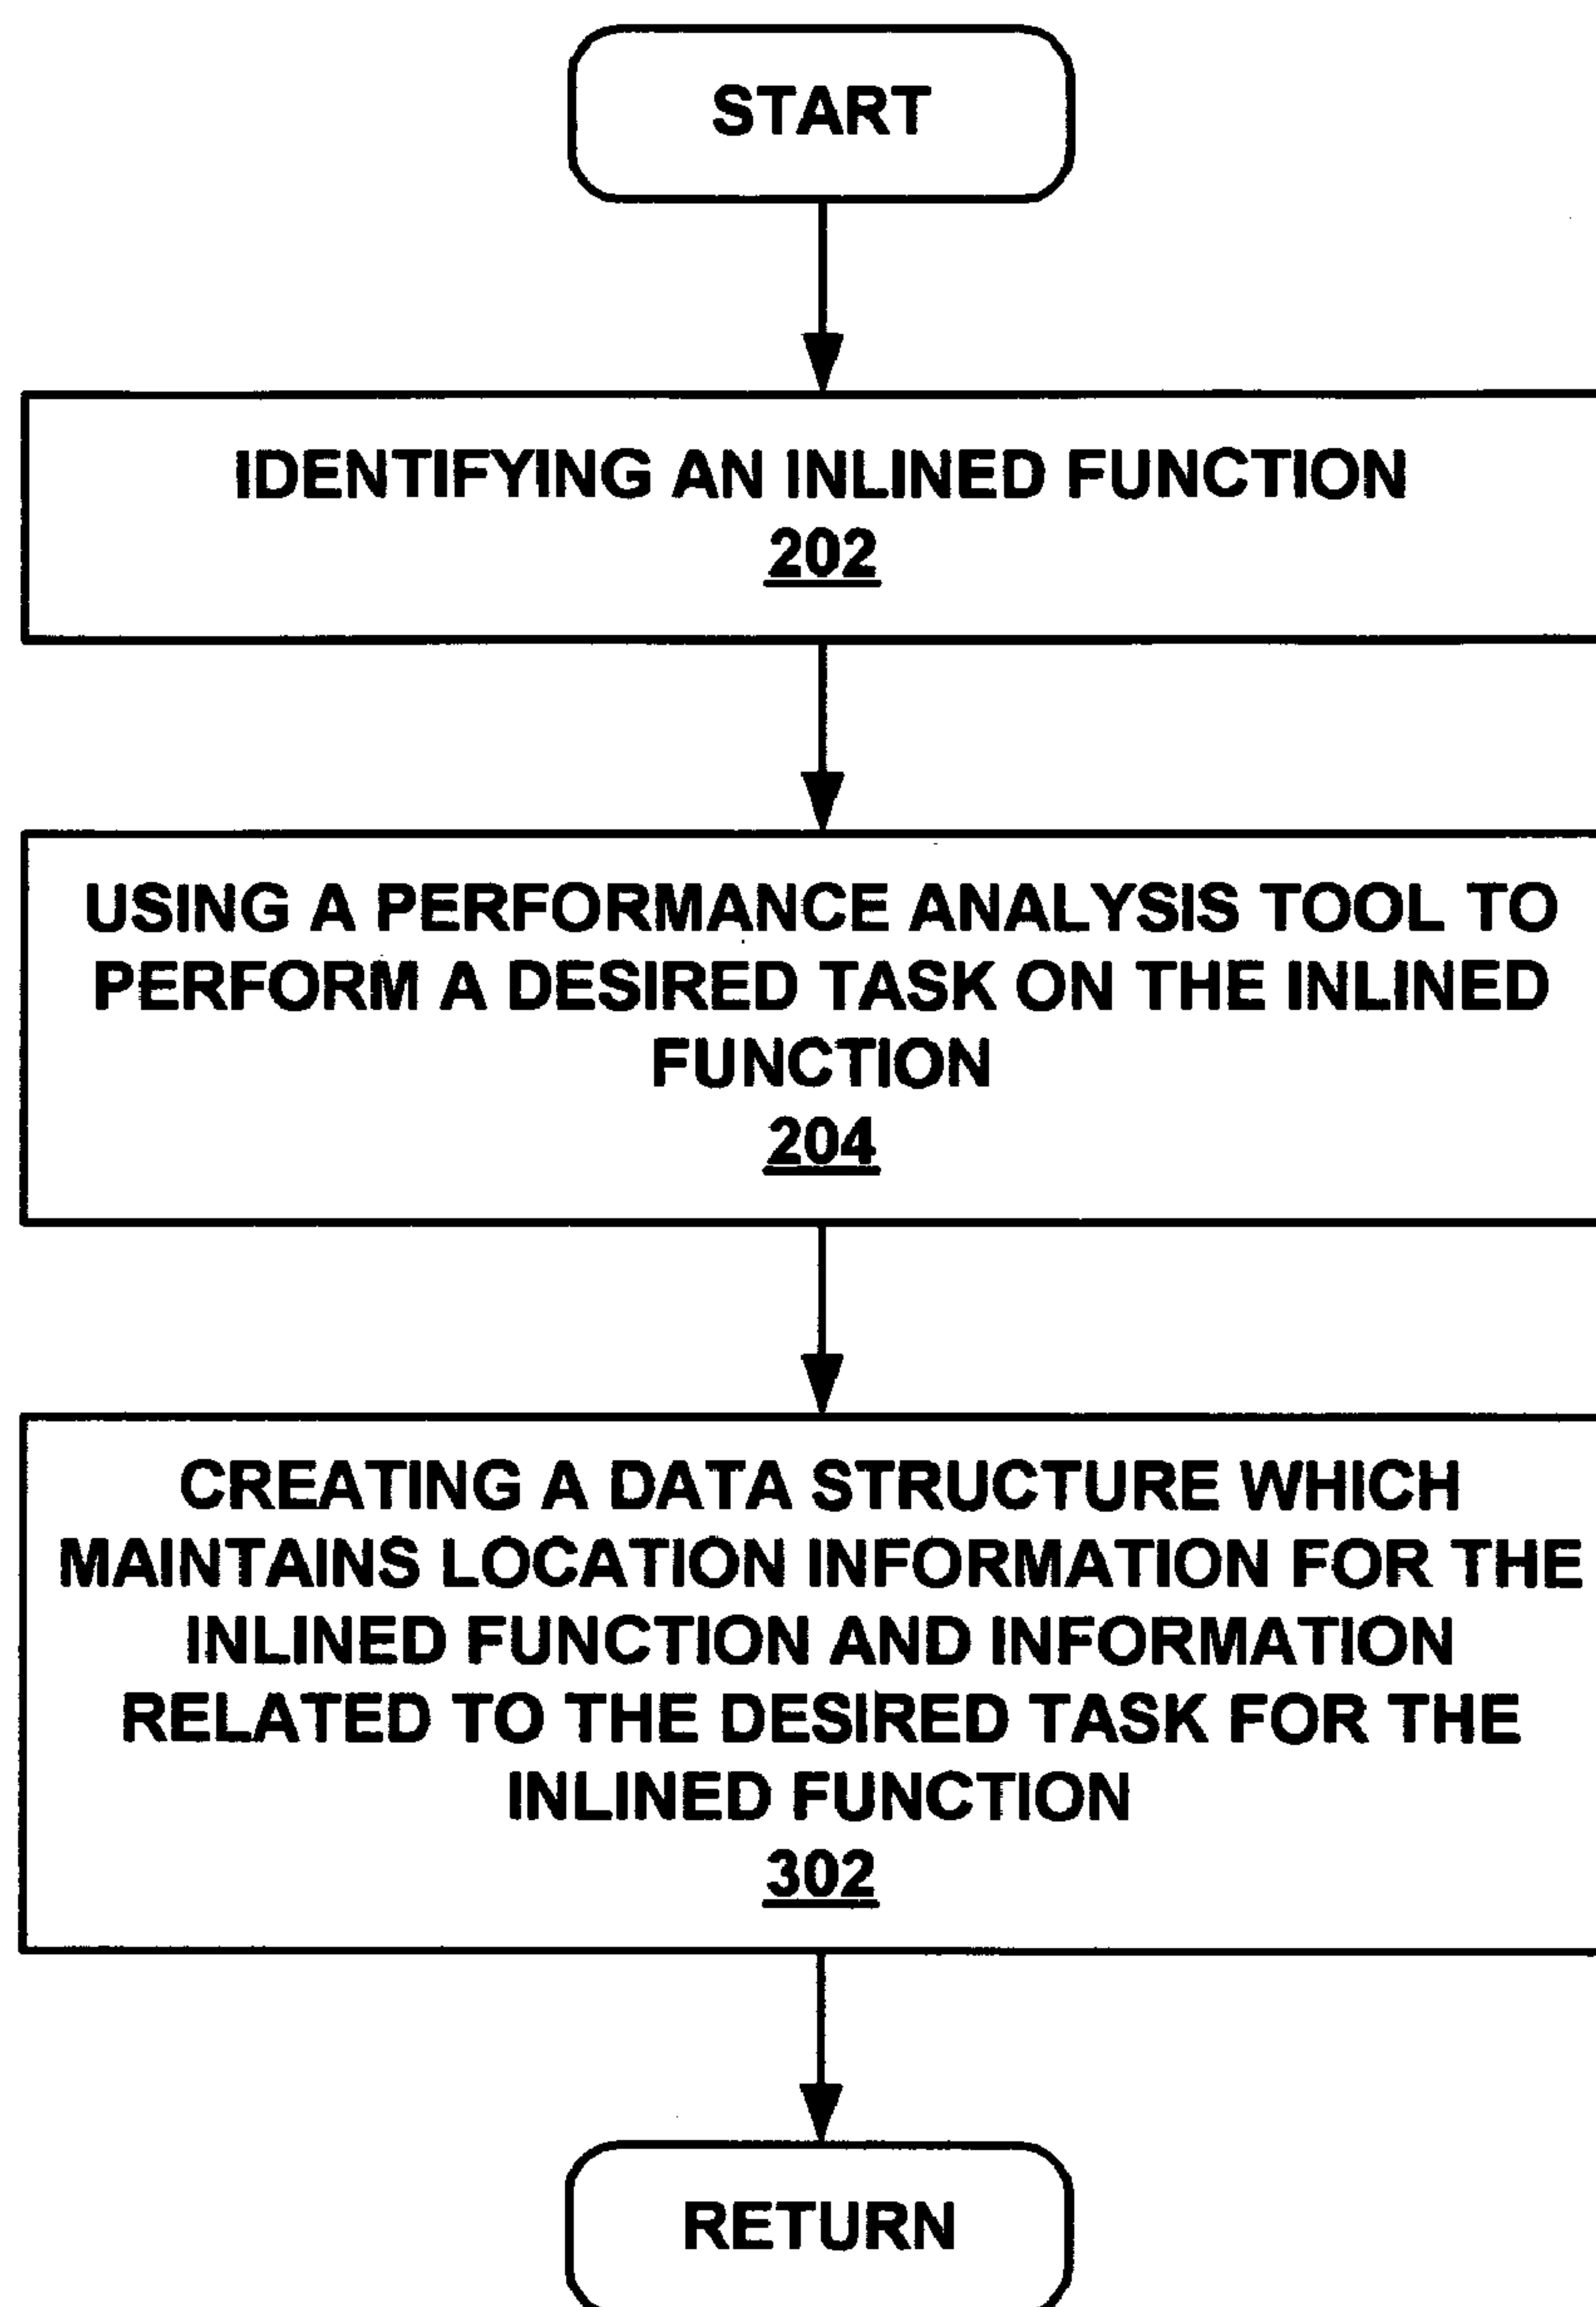 START
IDENTIFYING AN INLINED FUNCTION
202
USING A PERFORMANCE ANALYSIS TOOL TO
PERFORM A DESIRED TASK ON THE INLINED
FUNCTION
204
CREATING A DATA STRUCTURE WHICH
MAINTAINS LOCATION INFORMATION FOR THE
INLINED FUNCTION AND INFORMATION
RELATED TO THE DESIRED TASK FOR THE
INLINED FUNCTION
302
RETURN